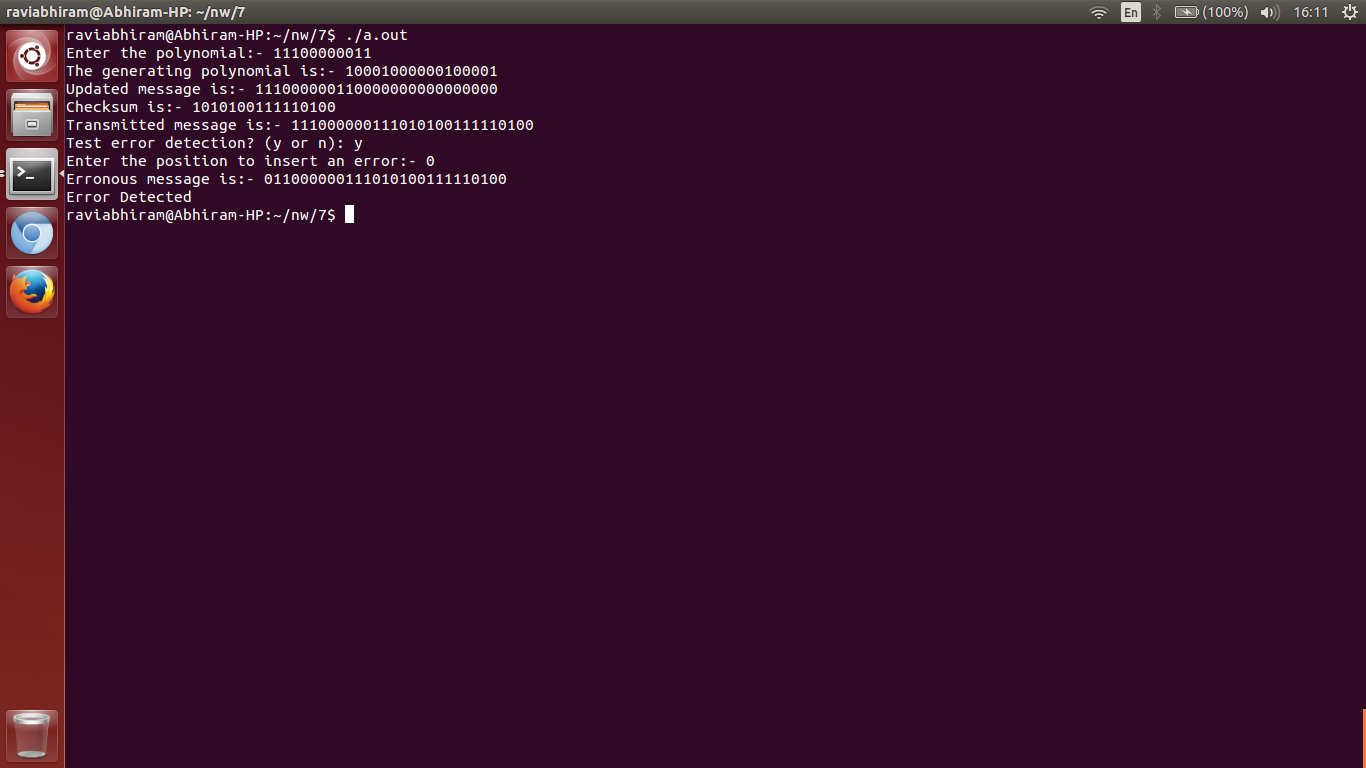 raviabhiram@Abhiram-HP: ~/nw/7
En
(100%)
16:11
raviabhiram@Abhiram-HP:~/nw/7$ ./a.out
Enter the polynomial:- 11100000011
The generating polynomial is:- 10001000000100001
Updated message is:- 111000000110000000000000000
Checksum is:- 1010100111110100
Transmitted message is:- 111000000111010100111110100
Test error detection? (y or n): y
Enter the position to insert an error:- 0
Erronous message is:- 011000000111010100111110100
Error Detected
raviabhiram@Abhiram-HP:~/nw/7$